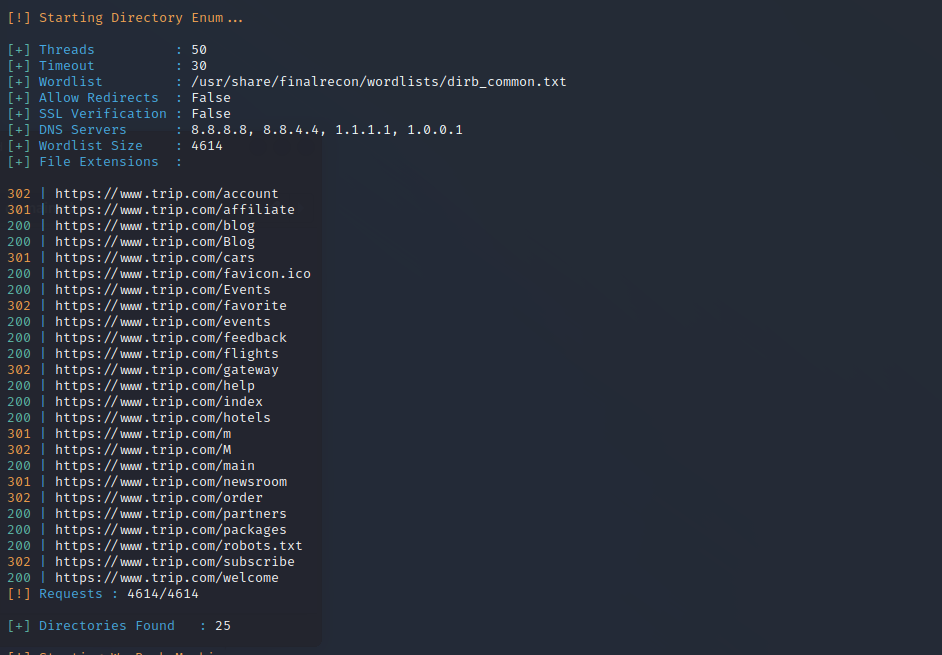 [!] Starting Directory Enum...
[+] Threads : 50
[+] Timeout : 30
[+] Wordlist : /usr/share/finalrecon/wordlists/dirb_common.txt
[+] Allow Redirects : False
[+] SSL Verification : False
[+] DNS Servers : 8.8.8.8, 8.8.4.4, 1.1.1.1, 1.0.0.1
[+] Wordlist Size : 4614
[+] File Extensions :
302 | https://www.trip.com/account
301 | https://www.trip.com/affiliate
200 | https://www.trip.com/blog
200 | https://www.trip.com/Blog
301 | https://www.trip.com/cars
200 | https://www.trip.com/favicon.ico
200 | https://www.trip.com/Events
302 | https://www.trip.com/favorite
200 | https://www.trip.com/events
200 | https://www.trip.com/feedback
200 | https://www.trip.com/flights
302 | https://www.trip.com/gateway
200 | https://www.trip.com/help
200 | https://www.trip.com/index
200 | https://www.trip.com/hotels
301 | https://www.trip.com/m
302 | https://www.trip.com/M
200 | https://www.trip.com/main
301 | https://www.trip.com/newsroom
302 | https://www.trip.com/order
200 | https://www.trip.com/partners
200 | https://www.trip.com/packages
200 | https://www.trip.com/robots.txt
302 | https://www.trip.com/subscribe
200 | https://www.trip.com/welcome
[!] Requests : 4614/4614
[+] Directories Found : 25